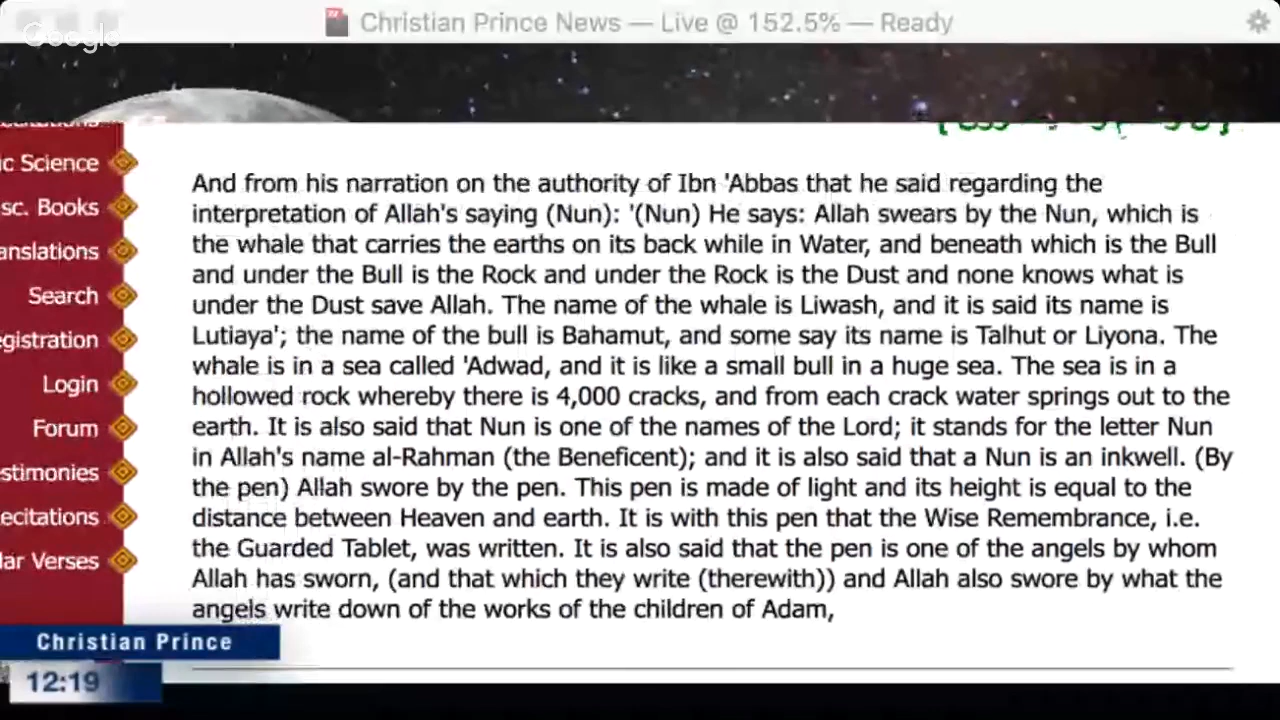 Christian Prince News — Live @ 152.5% — Ready
Google
ic Science
sc. Books
anslations
Search
gistration
Login
Forum
stimonies
ecitations
lar Verses
And from his narration on the authority of Ibn 'Abbas that he said regarding the
interpretation of Allah's saying (Nun): '(Nun) He says: Allah swears by the Nun, which is
the whale that carries the earths on its back while in Water, and beneath which is the Bull
and under the Bull is the Rock and under the Rock is the Dust and none knows what is
under the Dust save Allah. The name of the whale is Liwash, and it is said its name is
Lutiaya'; the name of the bull is Bahamut, and some say its name is Talhut or Liyona. The
whale is in a sea called 'Adwad, and it is like a small bull in a huge sea. The sea is in a
hollowed rock whereby there is 4,000 cracks, and from each crack water springs out to the
earth. It is also said that Nun is one of the names of the Lord; it stands for the letter Nun
in Allah's name al-Rahman (the Beneficent); and it is also said that a Nun is an inkwell. (By
the pen) Allah swore by the pen. This pen is made of light and its height is equal to the
distance between Heaven and earth. It is with this pen that the Wise Remembrance, i.e.
the Guarded Tablet, was written. It is also said that the pen is one of the angels by whom
Allah has sworn, (and that which they write (therewith)) and Allah also swore by what the
angels write down of the works of the children of Adam,
Christian Prince
12:19